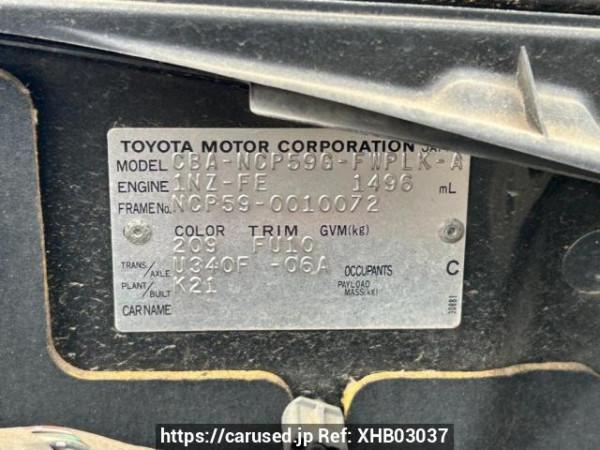 TOYOTA MOTOR CORPORATION JAPAN
MODEL CBA-NCP59G-FWPLK-A
ENGINE 1NZ-FE 1496 mL
FRAME No. NCP59-0010072
COLOR TRIM GVM(kg)
209 FU10
TRANS/AXLE U340F -06A OCCUPANTS C
PLANT/BUILT K21 PAYLOAD MASS(kg)
CAR NAME
https://carused.jp Ref: XHB03037